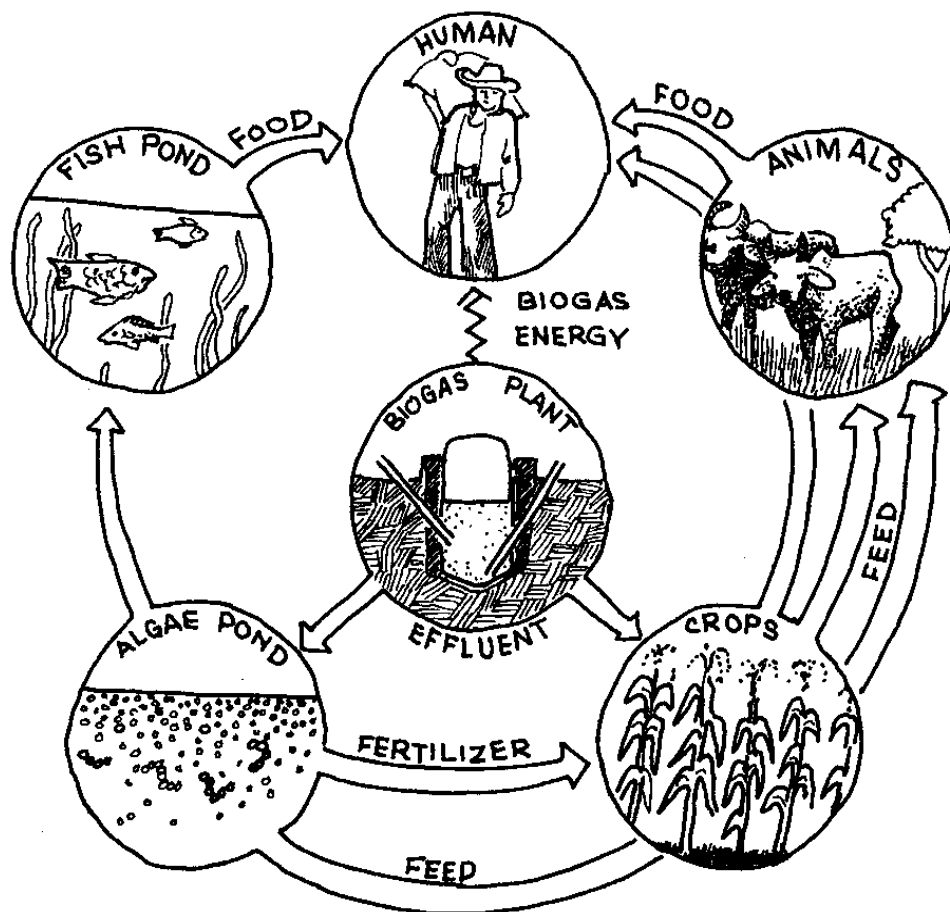 HUMAN
FOOD
FISH POND
FOOD
ANIMALS
BIOGAS
ENERGY
BIOGAS PLANT
EFFLUENT
FEED
ALGAE POND
CROPS
FERTILIZER
FEED